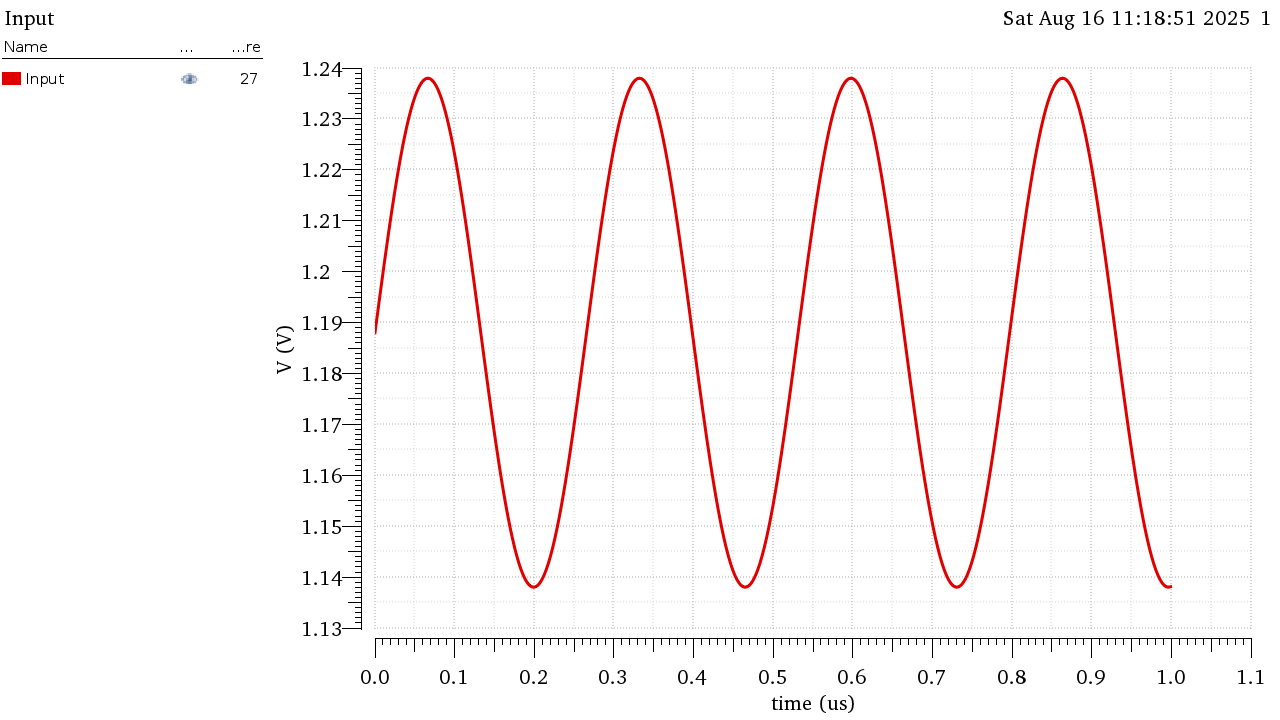 Input
Sat Aug 16 11:18:51 2025 1
Name ... ...re
Input 27
1.24
1.23
1.22
1.21
1.2
1.19
1.18
1.17
1.16
1.15
1.14
1.13
V (V)
0.0 0.1 0.2 0.3 0.4 0.5 0.6 0.7 0.8 0.9 1.0 1.1
time (us)